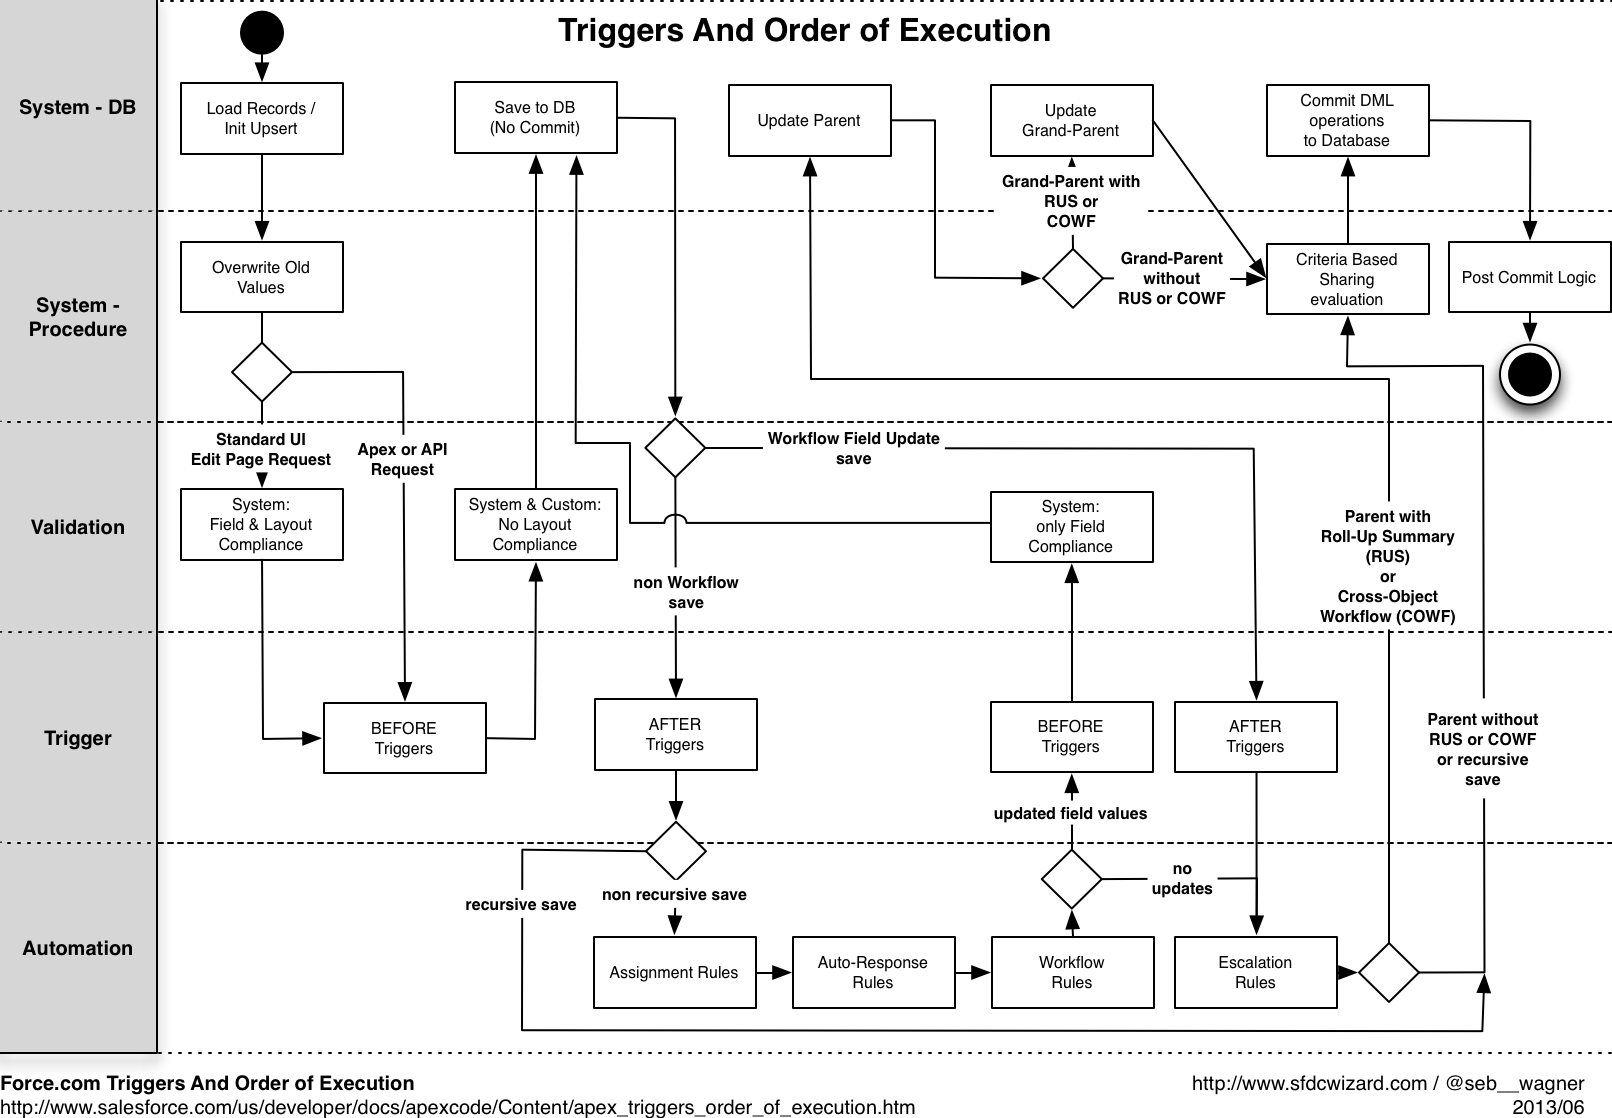 Triggers And Order of Execution
System - DB
Load Records /
Init Upsert
Save to DB
(No Commit)
Update Parent
Update
Grand-Parent
Commit DML
operations
to Database
Grand-Parent with
RUS or
COWF
System -
Procedure
Overwrite Old
Values
Grand-Parent
without
RUS or COWF
Criteria Based
Sharing
evaluation
Post Commit Logic
Standard UI
Edit Page Request
Apex or API
Request
Workflow Field Update
save
Validation
System:
Field & Layout
Compliance
System & Custom:
No Layout
Compliance
System:
only Field
Compliance
Parent with
Roll-Up Summary
(RUS)
or
Cross-Object
Workflow (COWF)
non Workflow
save
Trigger
BEFORE
Triggers
AFTER
Triggers
BEFORE
Triggers
AFTER
Triggers
Parent without
RUS or COWF
or recursive
save
updated field values
no
updates
recursive save
non recursive save
Automation
Assignment Rules
Auto-Response
Rules
Workflow
Rules
Escalation
Rules
Force.com Triggers And Order of Execution
http://www.salesforce.com/us/developer/docs/apexcode/Content/apex_triggers_order_of_execution.htm
http://www.sfdcwizard.com / @seb__wagner
2013/06